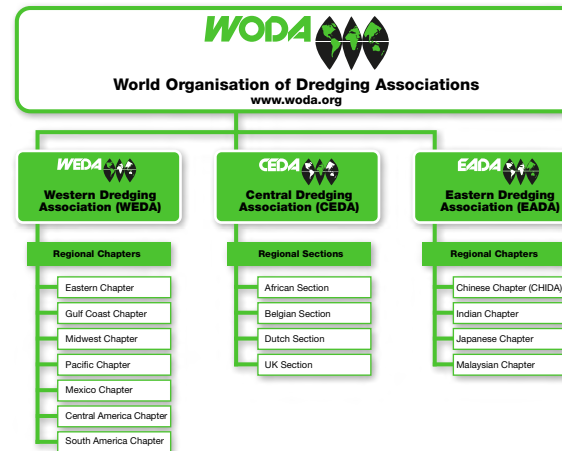 WODA
World Organisation of Dredging Associations
www.woda.org
WEDA
Western Dredging
Association (WEDA)
Regional Chapters
Eastern Chapter
Gulf Coast Chapter
Midwest Chapter
Pacific Chapter
Mexico Chapter
Central America Chapter
South America Chapter
CEDA
Central Dredging
Association (CEDA)
Regional Sections
African Section
Belgian Section
Dutch Section
UK Section
EADA
Eastern Dredging
Association (EADA)
Regional Chapters
Chinese Chapter (CHIDA)
Indian Chapter
Japanese Chapter
Malaysian Chapter